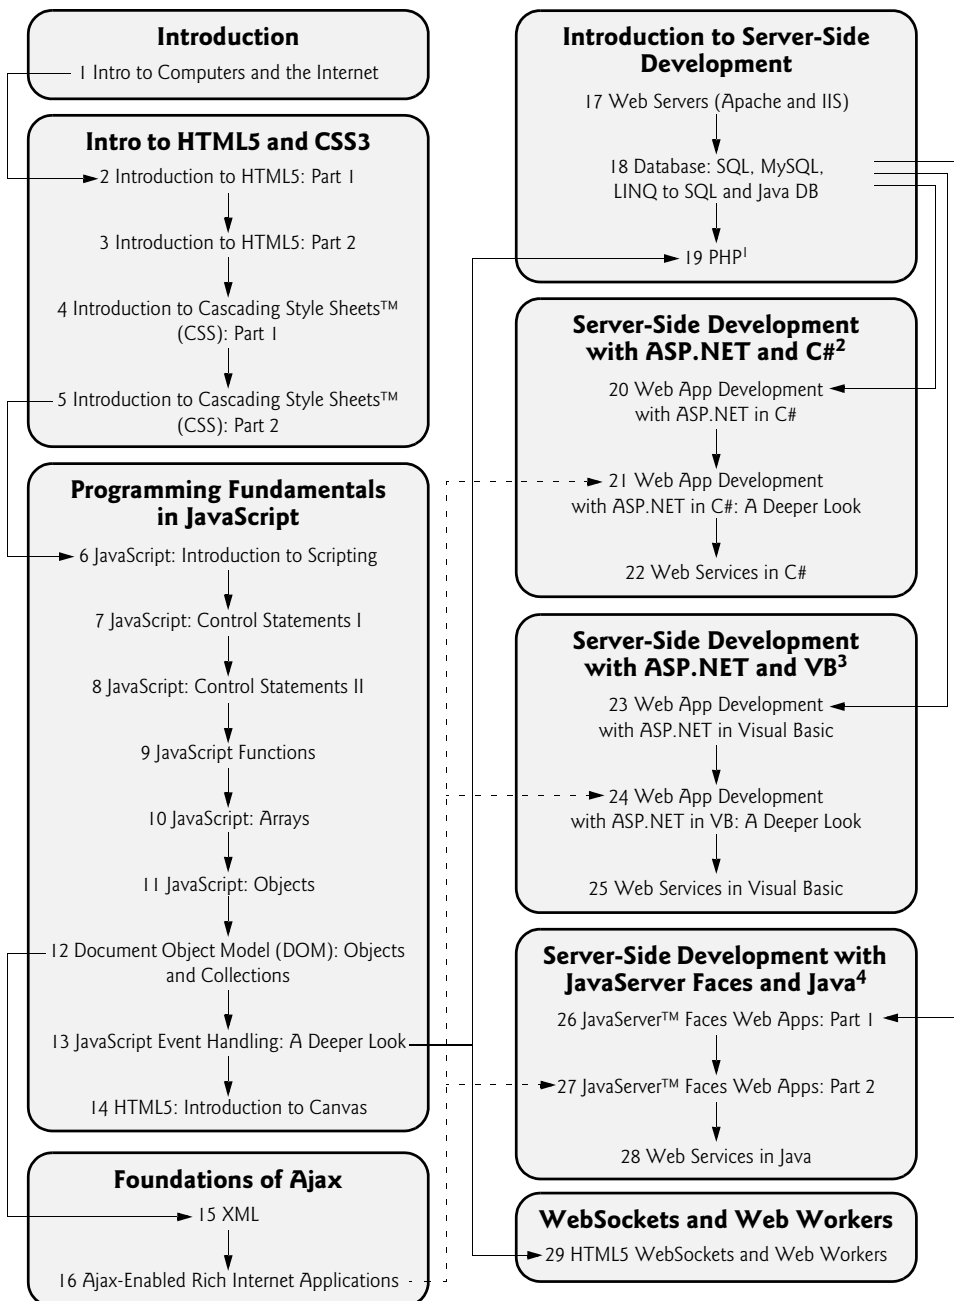 Introduction
1 Intro to Computers and the Internet
Intro to HTML5 and CSS3
2 Introduction to HTML5: Part 1
3 Introduction to HTML5: Part 2
4 Introduction to Cascading Style Sheets™
(CSS): Part 1
5 Introduction to Cascading Style Sheets™
(CSS): Part 2
Programming Fundamentals
in JavaScript
6 JavaScript: Introduction to Scripting
7 JavaScript: Control Statements I
8 JavaScript: Control Statements II
9 JavaScript Functions
10 JavaScript: Arrays
11 JavaScript: Objects
12 Document Object Model (DOM): Objects
and Collections
13 JavaScript Event Handling: A Deeper Look
14 HTML5: Introduction to Canvas
Foundations of Ajax
15 XML
16 Ajax-Enabled Rich Internet Applications
Introduction to Server-Side
Development
17 Web Servers (Apache and IIS)
18 Database: SQL, MySQL,
LINQ to SQL and Java DB
19 PHP¹
Server-Side Development
with ASP.NET and C#²
20 Web App Development
with ASP.NET in C#
21 Web App Development
with ASP.NET in C#: A Deeper Look
22 Web Services in C#
Server-Side Development
with ASP.NET and VB³
23 Web App Development
with ASP.NET in Visual Basic
24 Web App Development
with ASP.NET in VB: A Deeper Look
25 Web Services in Visual Basic
Server-Side Development with
JavaServer Faces and Java⁴
26 JavaServer™ Faces Web Apps: Part 1
27 JavaServer™ Faces Web Apps: Part 2
28 Web Services in Java
WebSockets and Web Workers
29 HTML5 WebSockets and Web Workers